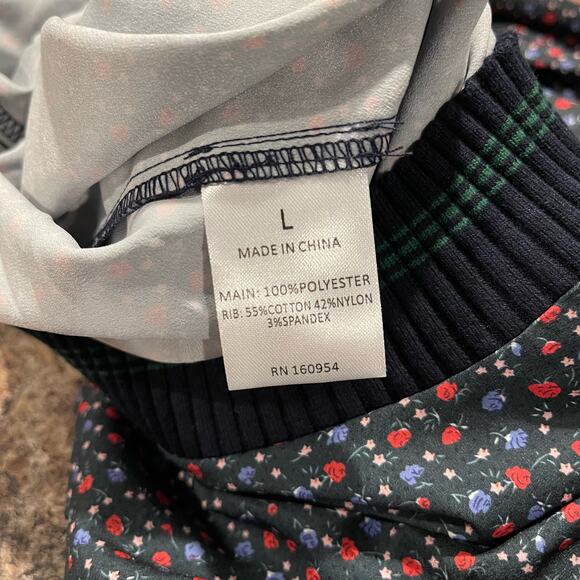 L
MADE IN CHINA
MAIN: 100%POLYESTER
RIB: 55%COTTON 42%NYLON
3%SPANDEX
RN 160954